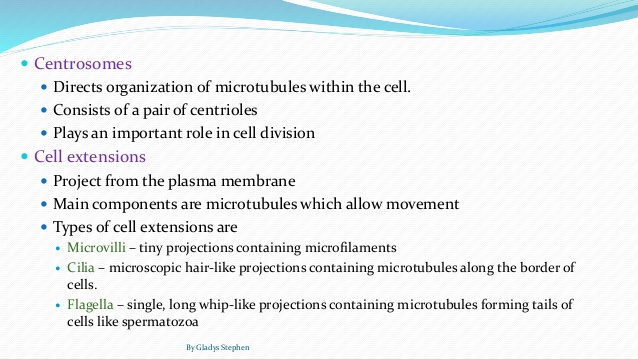 Centrosomes
Directs organization of microtubules within the cell.
Consists of a pair of centrioles
Plays an important role in cell division
Cell extensions
Project from the plasma membrane
Main components are microtubules which allow movement
Types of cell extensions are
Microvilli – tiny projections containing microfilaments
Cilia – microscopic hair-like projections containing microtubules along the border of
cells.
Flagella – single, long whip-like projections containing microtubules forming tails of
cells like spermatozoa
By Gladys Stephen